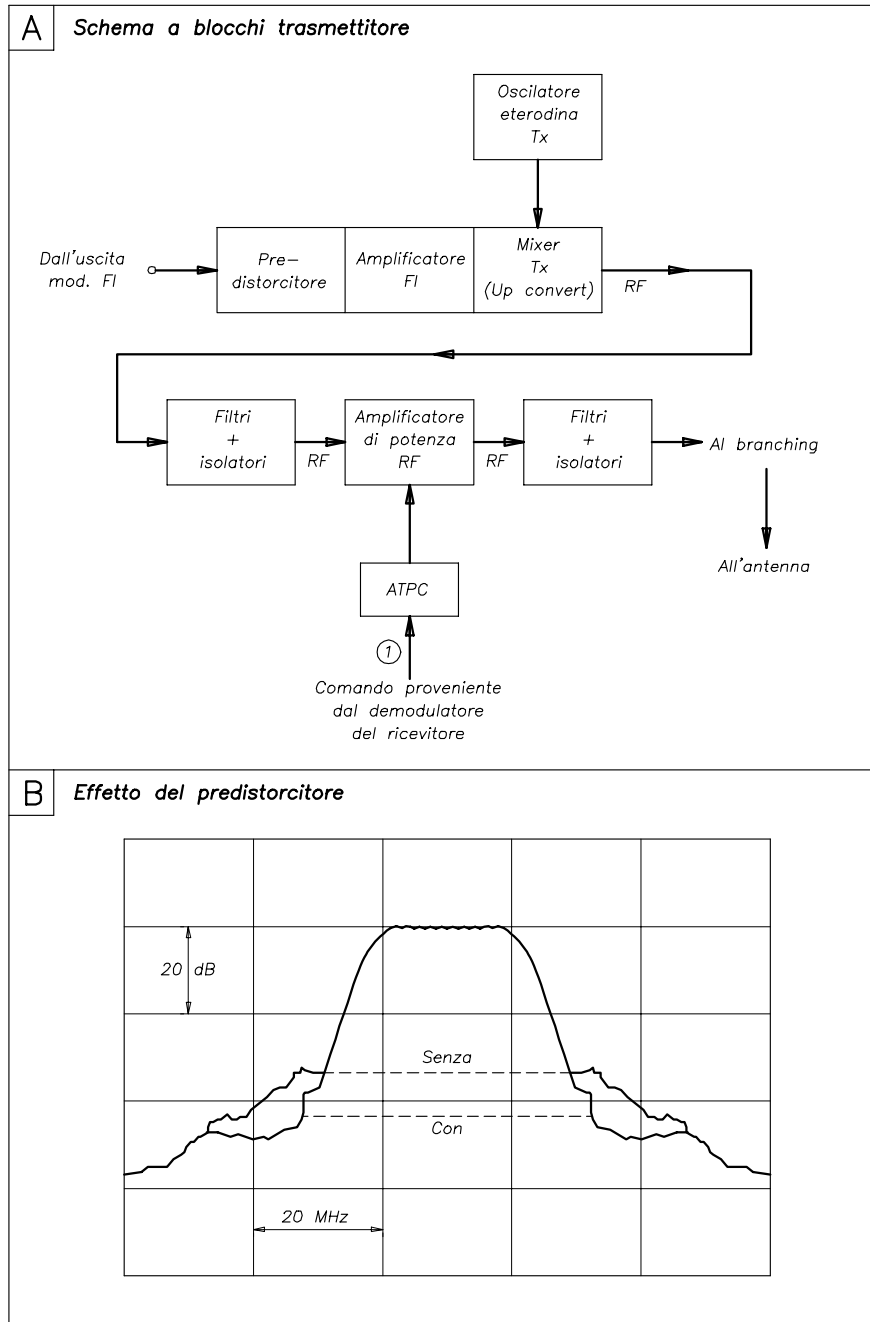 A Schema a blocchi trasmettitore
Oscilatore
eterodina
Tx
Dall'uscita
mod. FI
Pre-
distorcitore
Amplificatore
FI
Mixer
Tx
(Up convert)
RF
Filtri
+
isolatori
RF
Amplificatore
di potenza
RF
RF
Filtri
+
isolatori
Al branching
All'antenna
ATPC
1
Comando proveniente
dal demodulatore
del ricevitore
B Effetto del predistorcitore
20 dB
Senza
Con
20 MHz